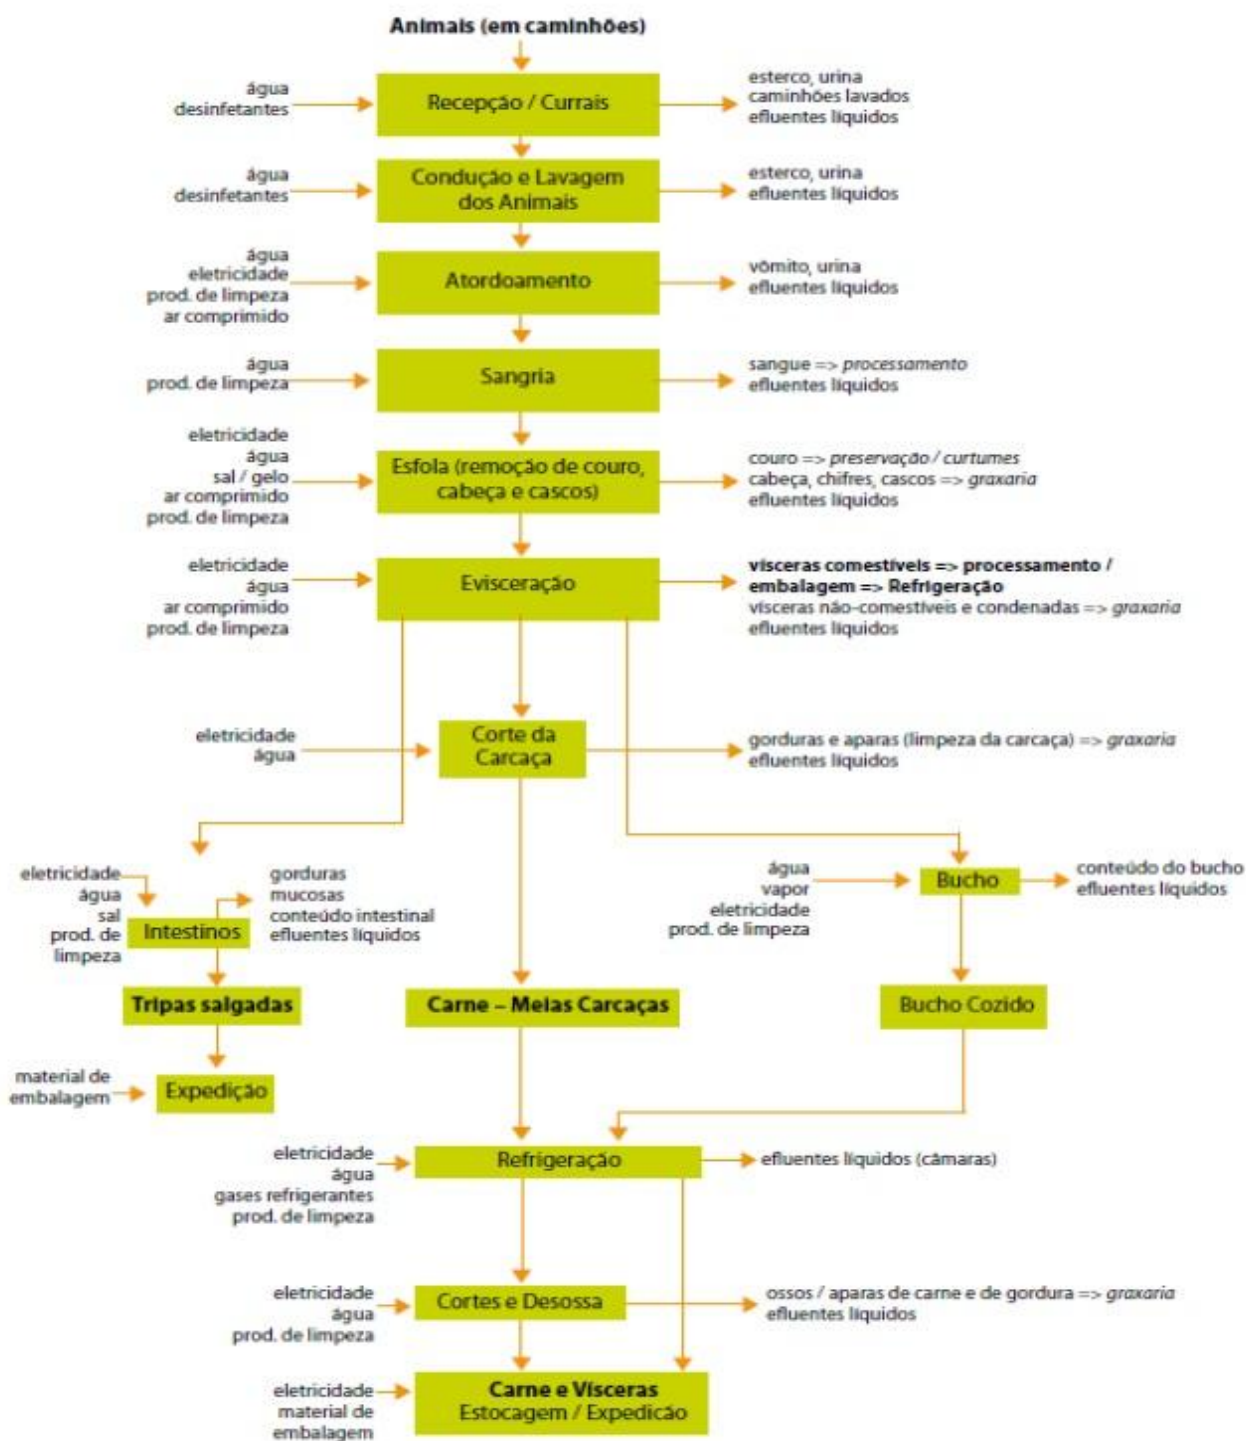 Animais (em caminhões)
água
desinfetantes
Recepção / Currais
esterco, urina
caminhões lavados
efluentes líquidos
água
desinfetantes
Condução e Lavagem
dos Animais
esterco, urina
efluentes líquidos
água
eletricidade
prod. de limpeza
ar comprimido
Atordoamento
vômito, urina
efluentes líquidos
água
prod. de limpeza
Sangria
sangue => processamento
efluentes líquidos
eletricidade
água
sal / gelo
ar comprimido
prod. de limpeza
Esfola (remoção de couro,
cabeça e cascos)
couro => preservação / curtumes
cabeça, chifres, cascos => graxaria
efluentes líquidos
eletricidade
água
ar comprimido
prod. de limpeza
Evisceração
vísceras comestíveis => processamento /
embalagem => Refrigeração
vísceras não-comestíveis e condenadas => graxaria
efluentes líquidos
eletricidade
água
Corte da
Carcaça
gorduras e aparas (limpeza da carcaça) => graxaria
efluentes líquidos
eletricidade
água
sal
prod. de
limpeza
Intestinos
gorduras
mucosas
conteúdo intestinal
efluentes líquidos
água
vapor
eletricidade
prod. de limpeza
Bucho
conteúdo do bucho
efluentes líquidos
Tripas salgadas
Carne – Meias Carcaças
Bucho Cozido
material de
embalagem
Expedição
eletricidade
água
gases refrigerantes
prod. de limpeza
Refrigeração
efluentes líquidos (câmaras)
eletricidade
água
prod. de limpeza
Cortes e Desossa
ossos / aparas de carne e de gordura => graxaria
efluentes líquidos
eletricidade
material de
embalagem
Carne e Vísceras
Estocagem / Expedicão